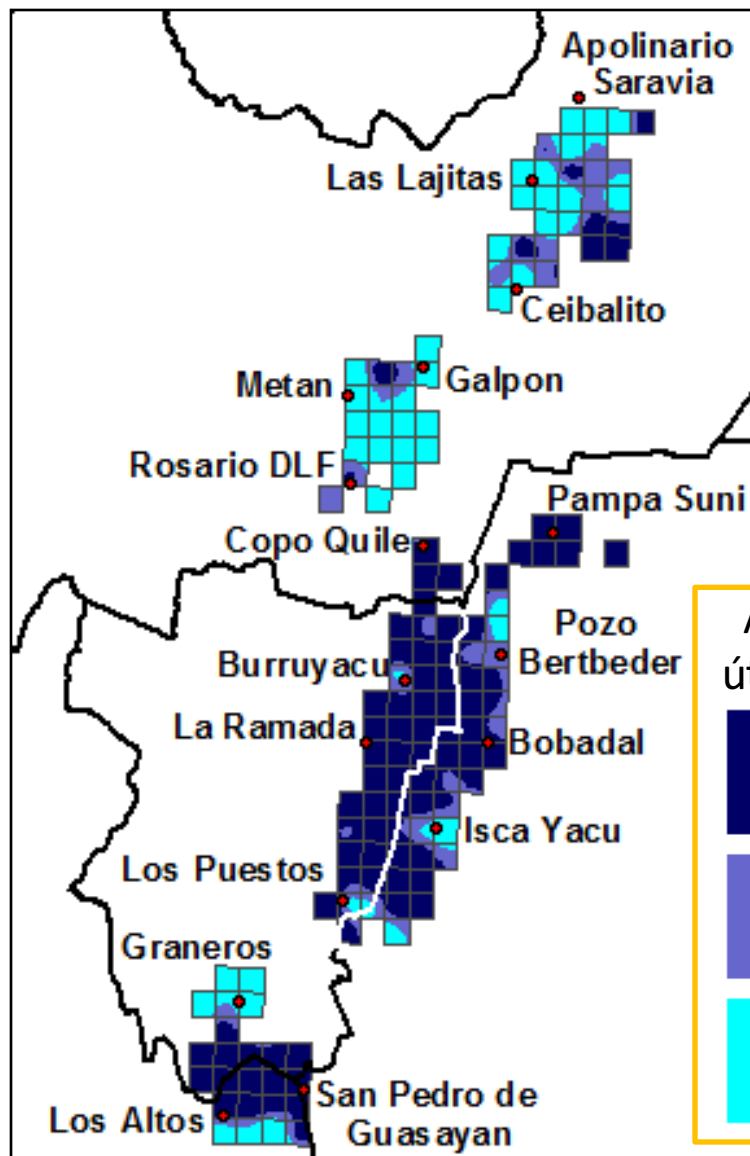 Apolinario
Saravia
Las Lajitas
Ceibalito
Metan
Galpon
Rosario DLF
Pampa Suni
Copo Quile
Pozo
Bertbeder
Burruyacu
La Ramada
Bobadal
Isca Yacu
Los Puestos
Graneros
San Pedro de
Guasayan
Los Altos